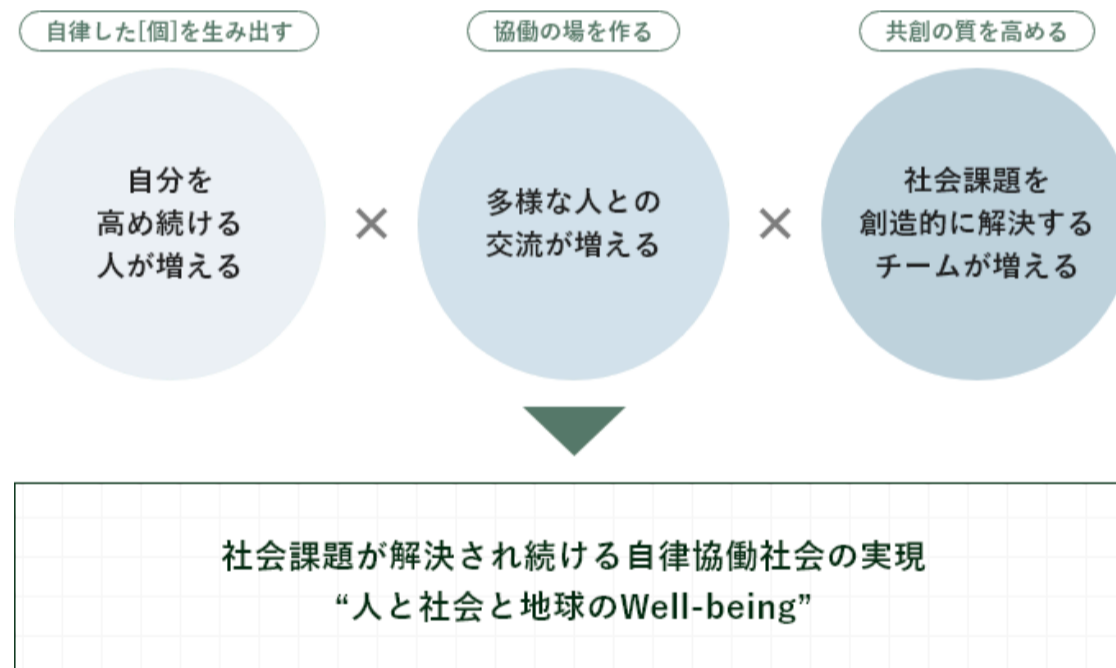 自律した[個]を生み出す
協働の場を作る
共創の質を高める
自分を
高め続ける
人が増える
×
多様な人との
交流が増える
×
社会課題を
創造的に解決する
チームが増える
社会課題が解決され続ける自律協働社会の実現
“人と社会と地球のWell-being”